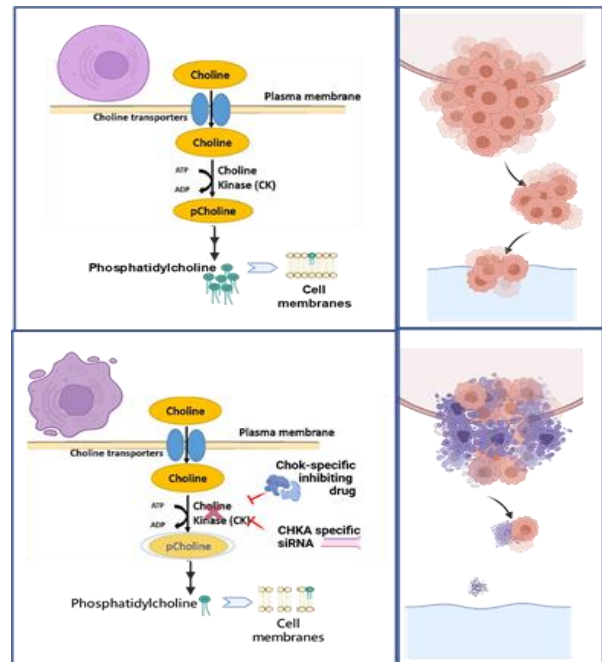 Choline
Plasma membrane
Choline transporters
Choline
ATP
ADP
Choline
Kinase (CK)
pCholine
Phosphatidylcholine
Cell
membranes
Choline
Plasma membrane
Choline transporters
Choline
Chok-specific
inhibiting
drug
ATP
ADP
Choline
Kinase (CK)
CHKA specific
siRNA
pCholine
Phosphatidylcholine
Cell
membranes